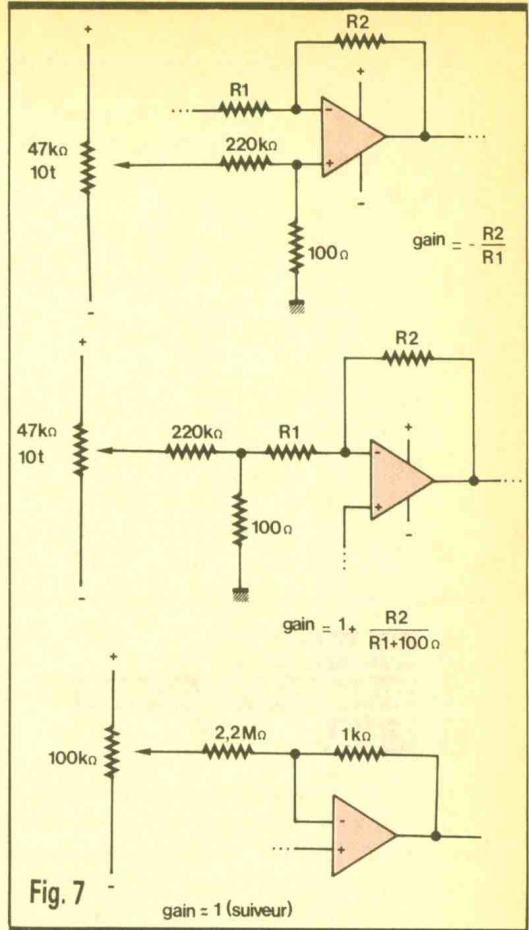 +
R2
R1
+
-
47kΩ
10t
220kΩ
+
-
100Ω
gain = - R2
R1
-
+
R2
47kΩ
10t
220kΩ
R1
-
+
+
-
100Ω
-
gain = 1+ R2
R1+100Ω
+
2,2MΩ
1kΩ
100kΩ
-
+
-
Fig. 7
gain = 1 (suiveur)